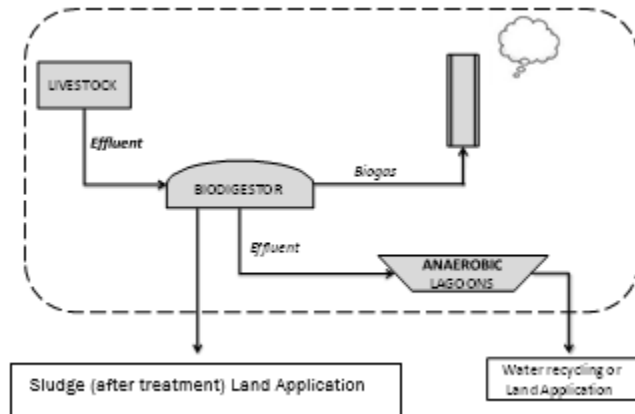 LIVESTOCK
Effluent
BIODIGESTOR
Biogas
Effluent
ANAEROBIC
LAGOONS
Sludge (after treatment) Land Application
Water recycling or
Land Application